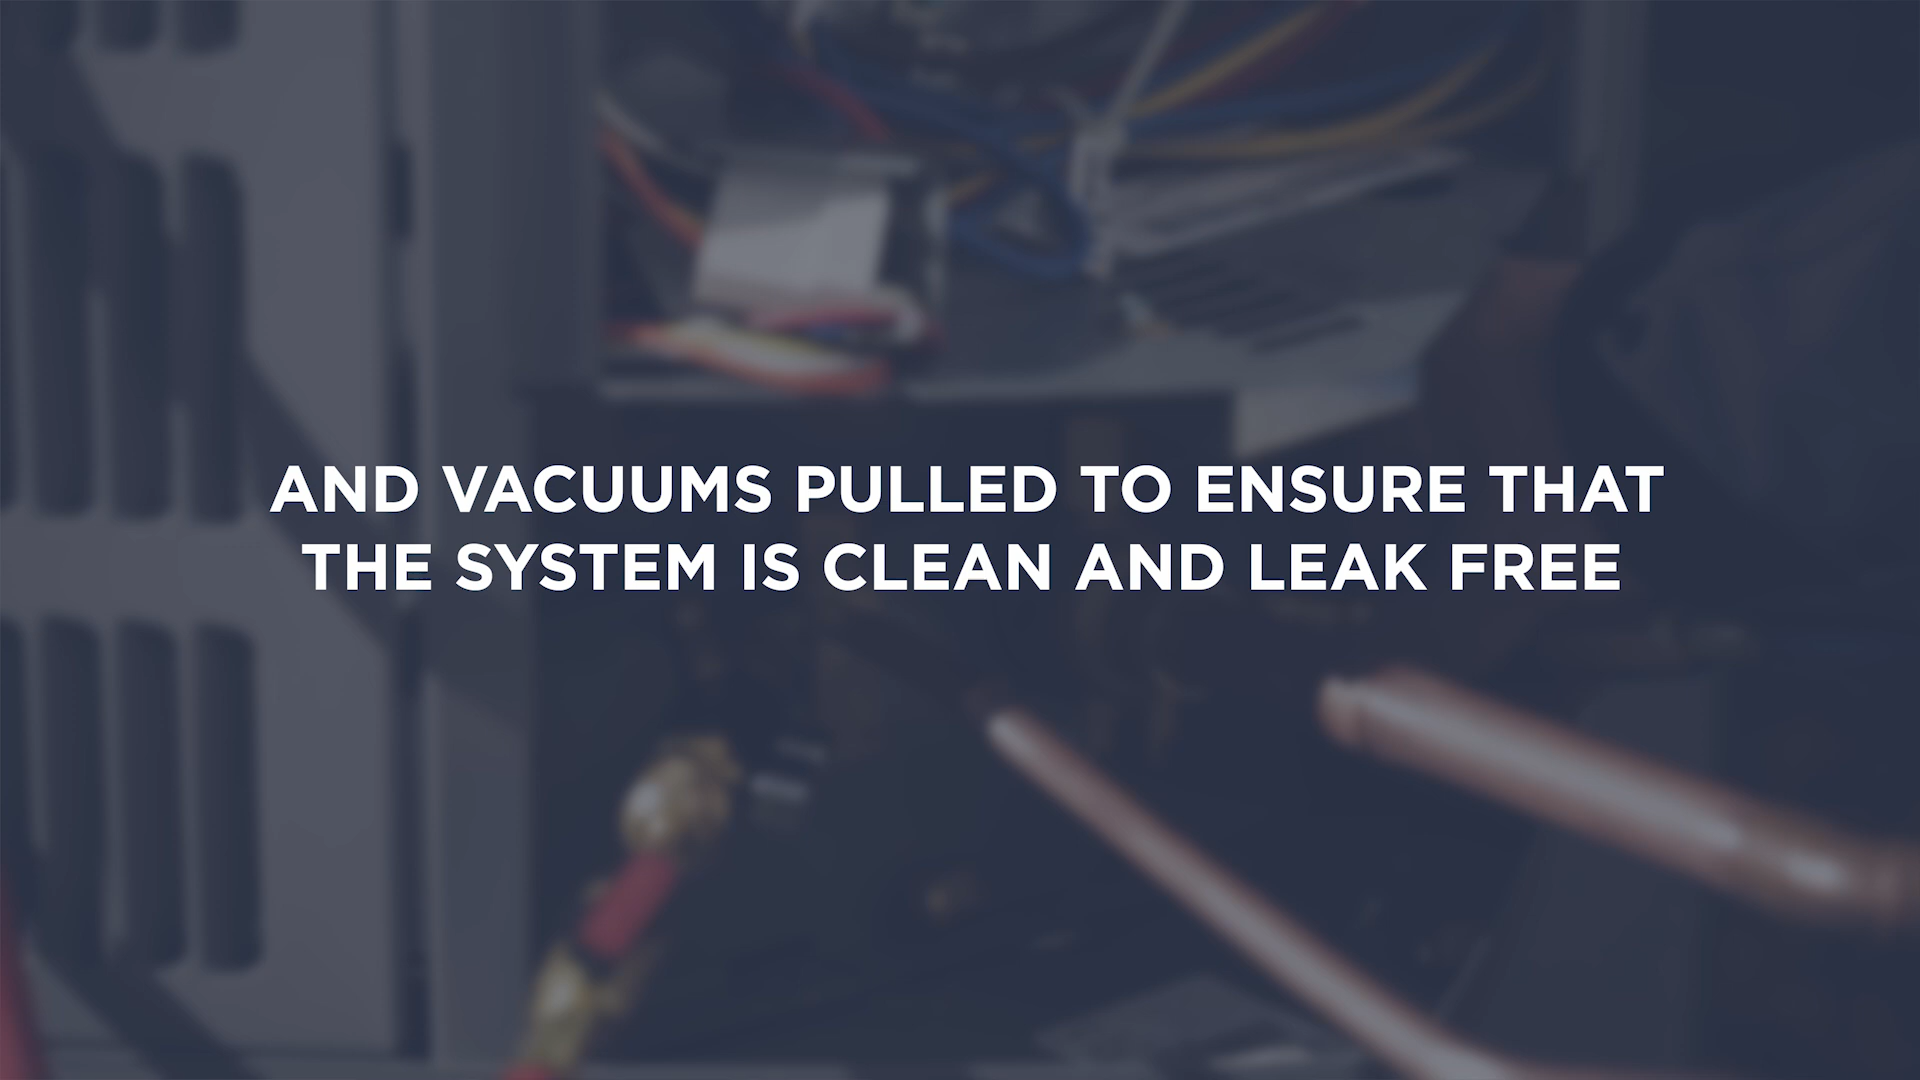 AND VACUUMS PULLED TO ENSURE THAT
THE SYSTEM IS CLEAN AND LEAK FREE